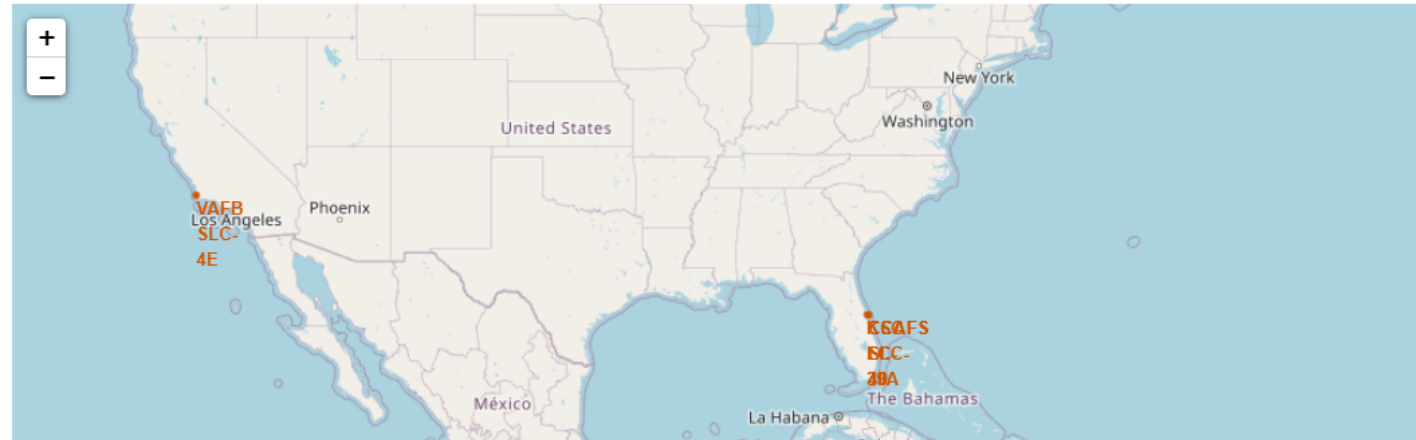 +
−
New York
Washington
United States
Phoenix
VAFB
Los Angeles
SLC-
4E
The Bahamas
México
La Habana